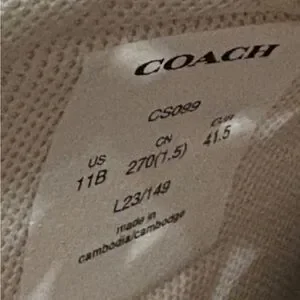 COACH
CS099
US CN EUR
11B 270(1.5) 41.5
L23/149
made in
cambodia/cambodge